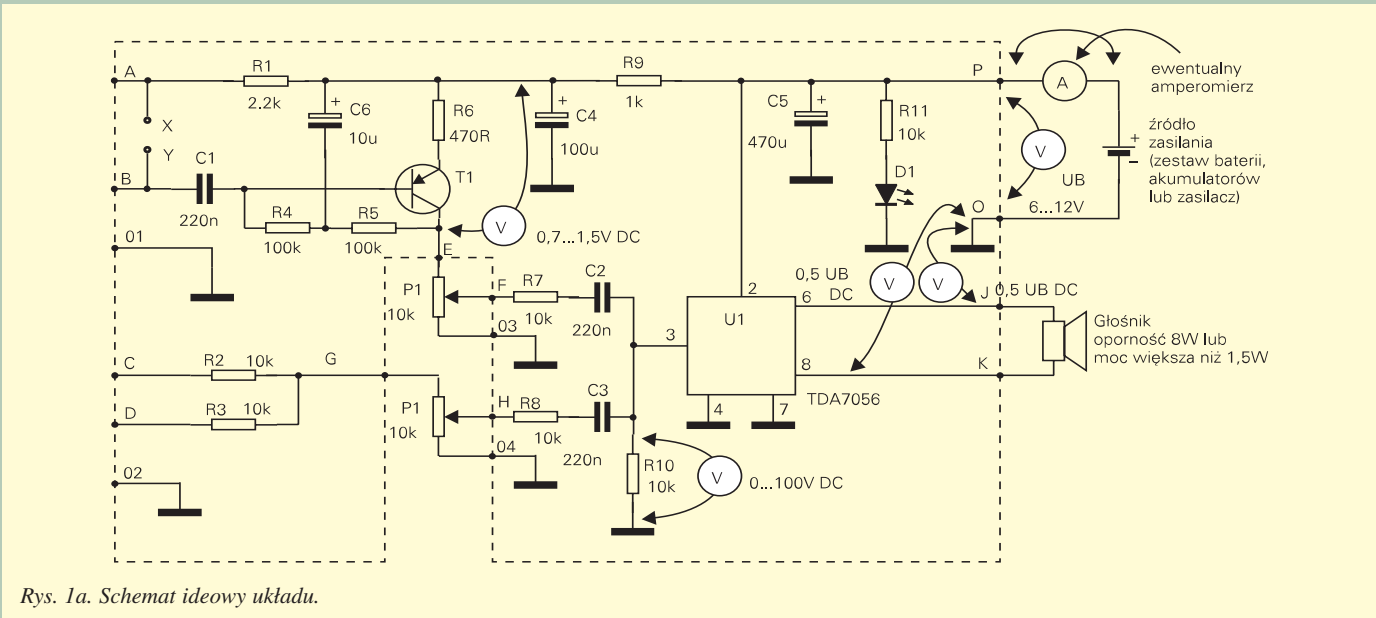 A
R1
2.2k
X
Y
B
C1
220n
C6
10u
+
R4
100k
R5
100k
R6
470R
T1
E
V
0,7...1,5V DC
+
C4
100u
R9
1k
P
A
ewentualny
amperomierz
C5
+
470u
R11
10k
D1
V
UB
+
-
źródło
zasilania
(zestaw baterii,
akumulatorów
lub zasilacz)
O
6...12V
01
P1
10k
F
R7
10k
C2
220n
03
2
3
U1
6
8
4
7
TDA7056
0,5 UB
DC
V
V
J
0,5 UB DC
K
Głośnik
oporność 8W lub
moc większa niż 1,5W
C
R2
10k
G
D
R3
10k
02
P1
10k
H
R8
10k
C3
220n
04
R10
10k
V
0...100V DC
Rys. 1a. Schemat ideowy układu.